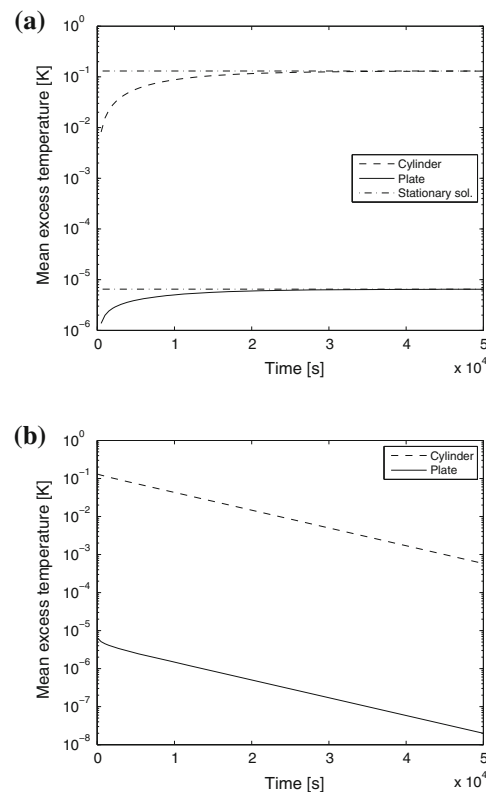 (a)
Mean excess temperature [K]
10^0
10^-1
10^-2
10^-3
10^-4
10^-5
10^-6
Cylinder
Plate
Stationary sol.
0 1 2 3 4 5
x 10^4
Time [s]
(b)
Mean excess temperature [K]
10^0
10^-1
10^-2
10^-3
10^-4
10^-5
10^-6
10^-7
10^-8
Cylinder
Plate
0 1 2 3 4 5
x 10^4
Time [s]